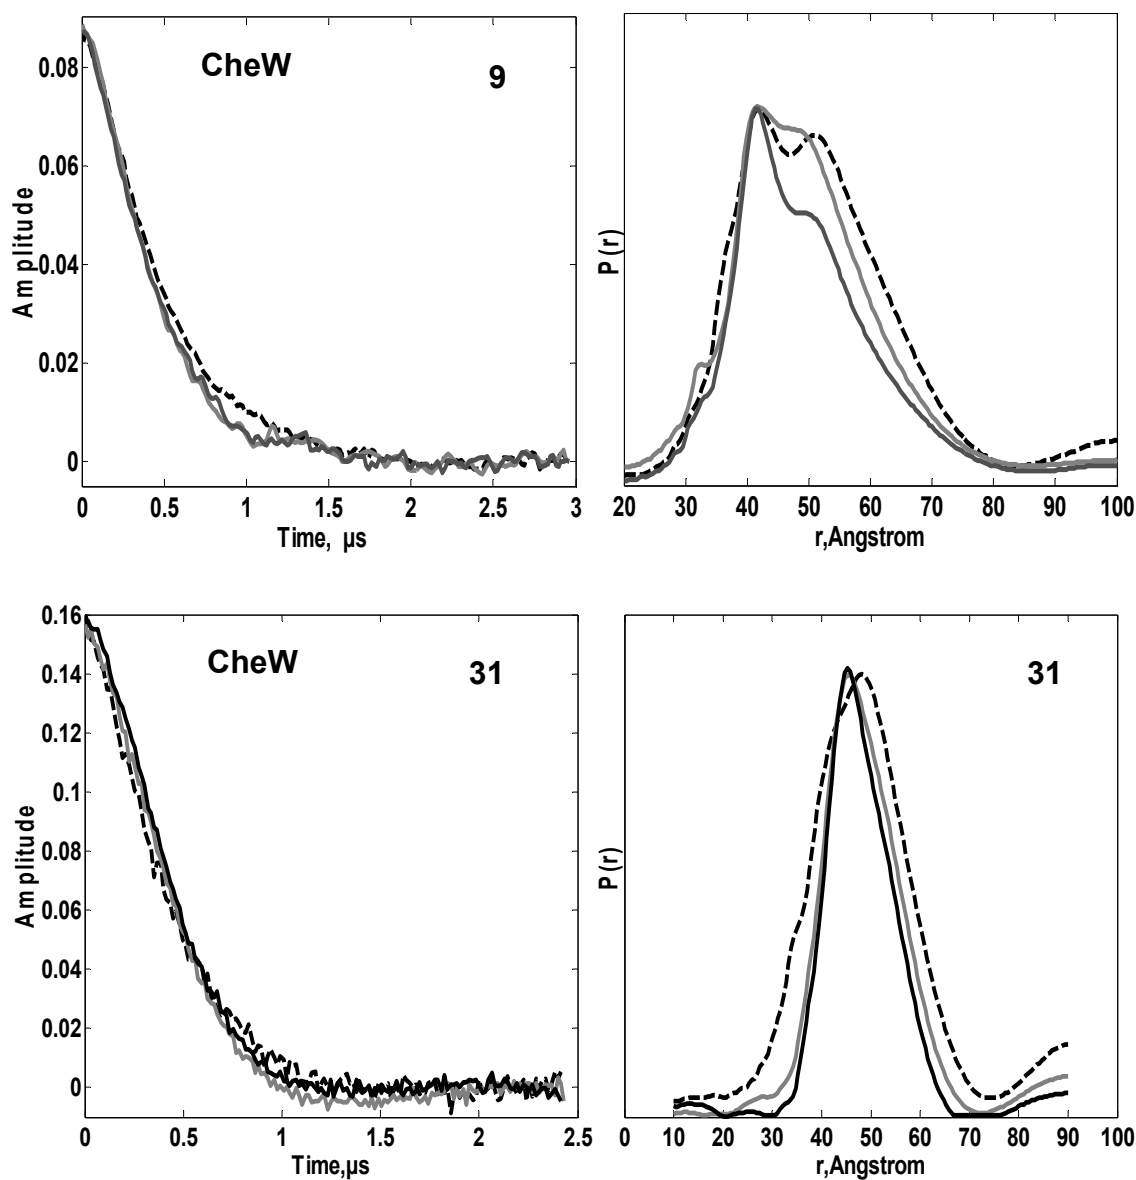 CheW 9
0.08
0.06
0.04
0.02
0
Amplitude
0 0.5 1 1.5 2 2.5 3
Time, µs
P(r)
20 30 40 50 60 70 80 90 100
r,Angstrom
CheW 31
0.16
0.14
0.12
0.1
0.08
0.06
0.04
0.02
0
Amplitude
0 0.5 1 1.5 2 2.5
Time,µs
31
P(r)
0 10 20 30 40 50 60 70 80 90 100
r,Angstrom